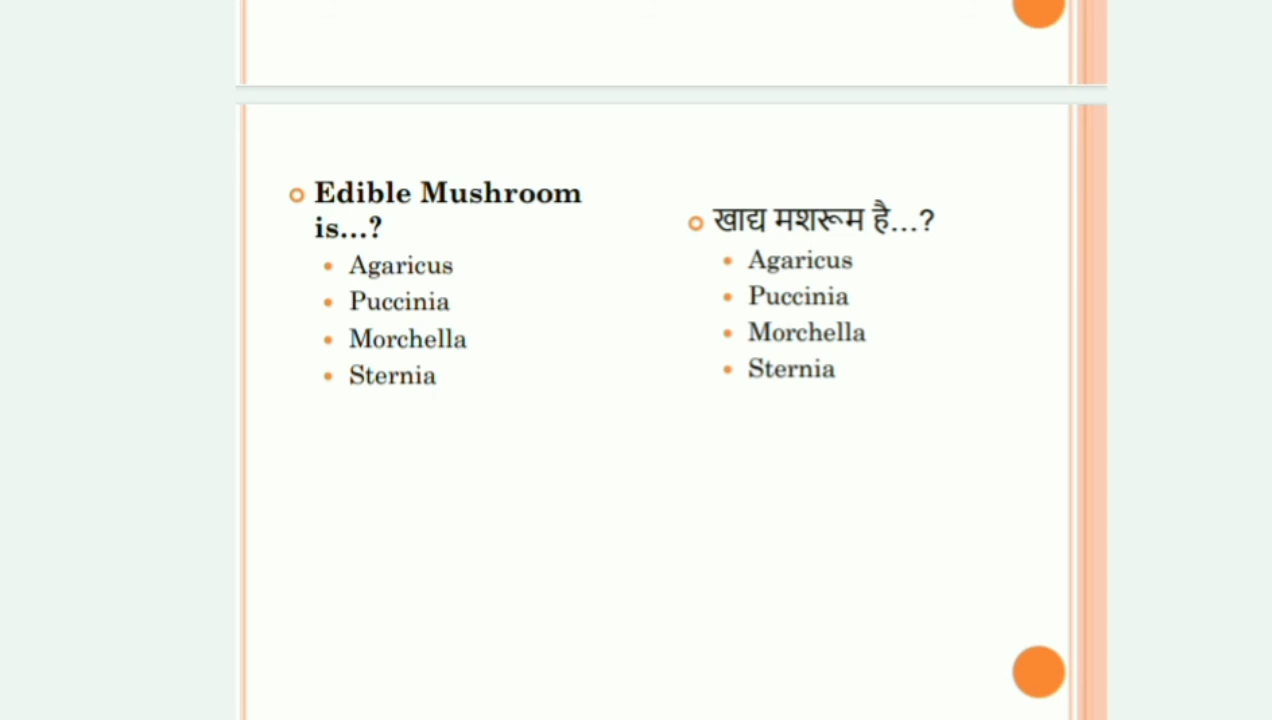 Edible Mushroom
is...?
Agaricus
Puccinia
Morchella
Sternia
खाद्य मशरूम है...?
Agaricus
Puccinia
Morchella
Sternia